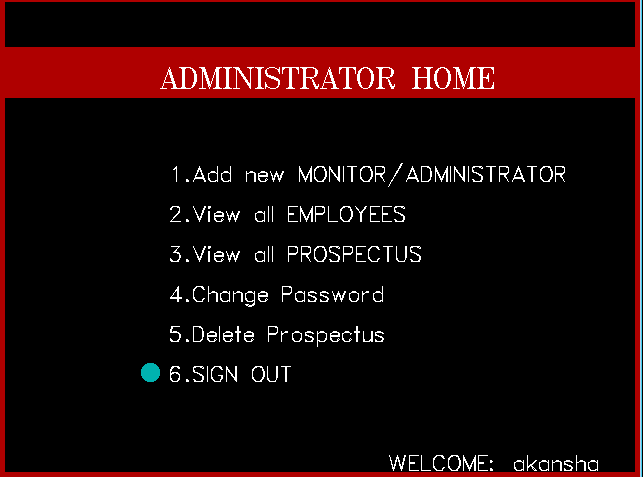 ADMINISTRATOR HOME
1.Add new MONITOR/ADMINISTRATOR
2.View all EMPLOYEES
3.View all PROSPECTUS
4.Change Password
5.Delete Prospectus
6.SIGN OUT
WELCOME: akansha